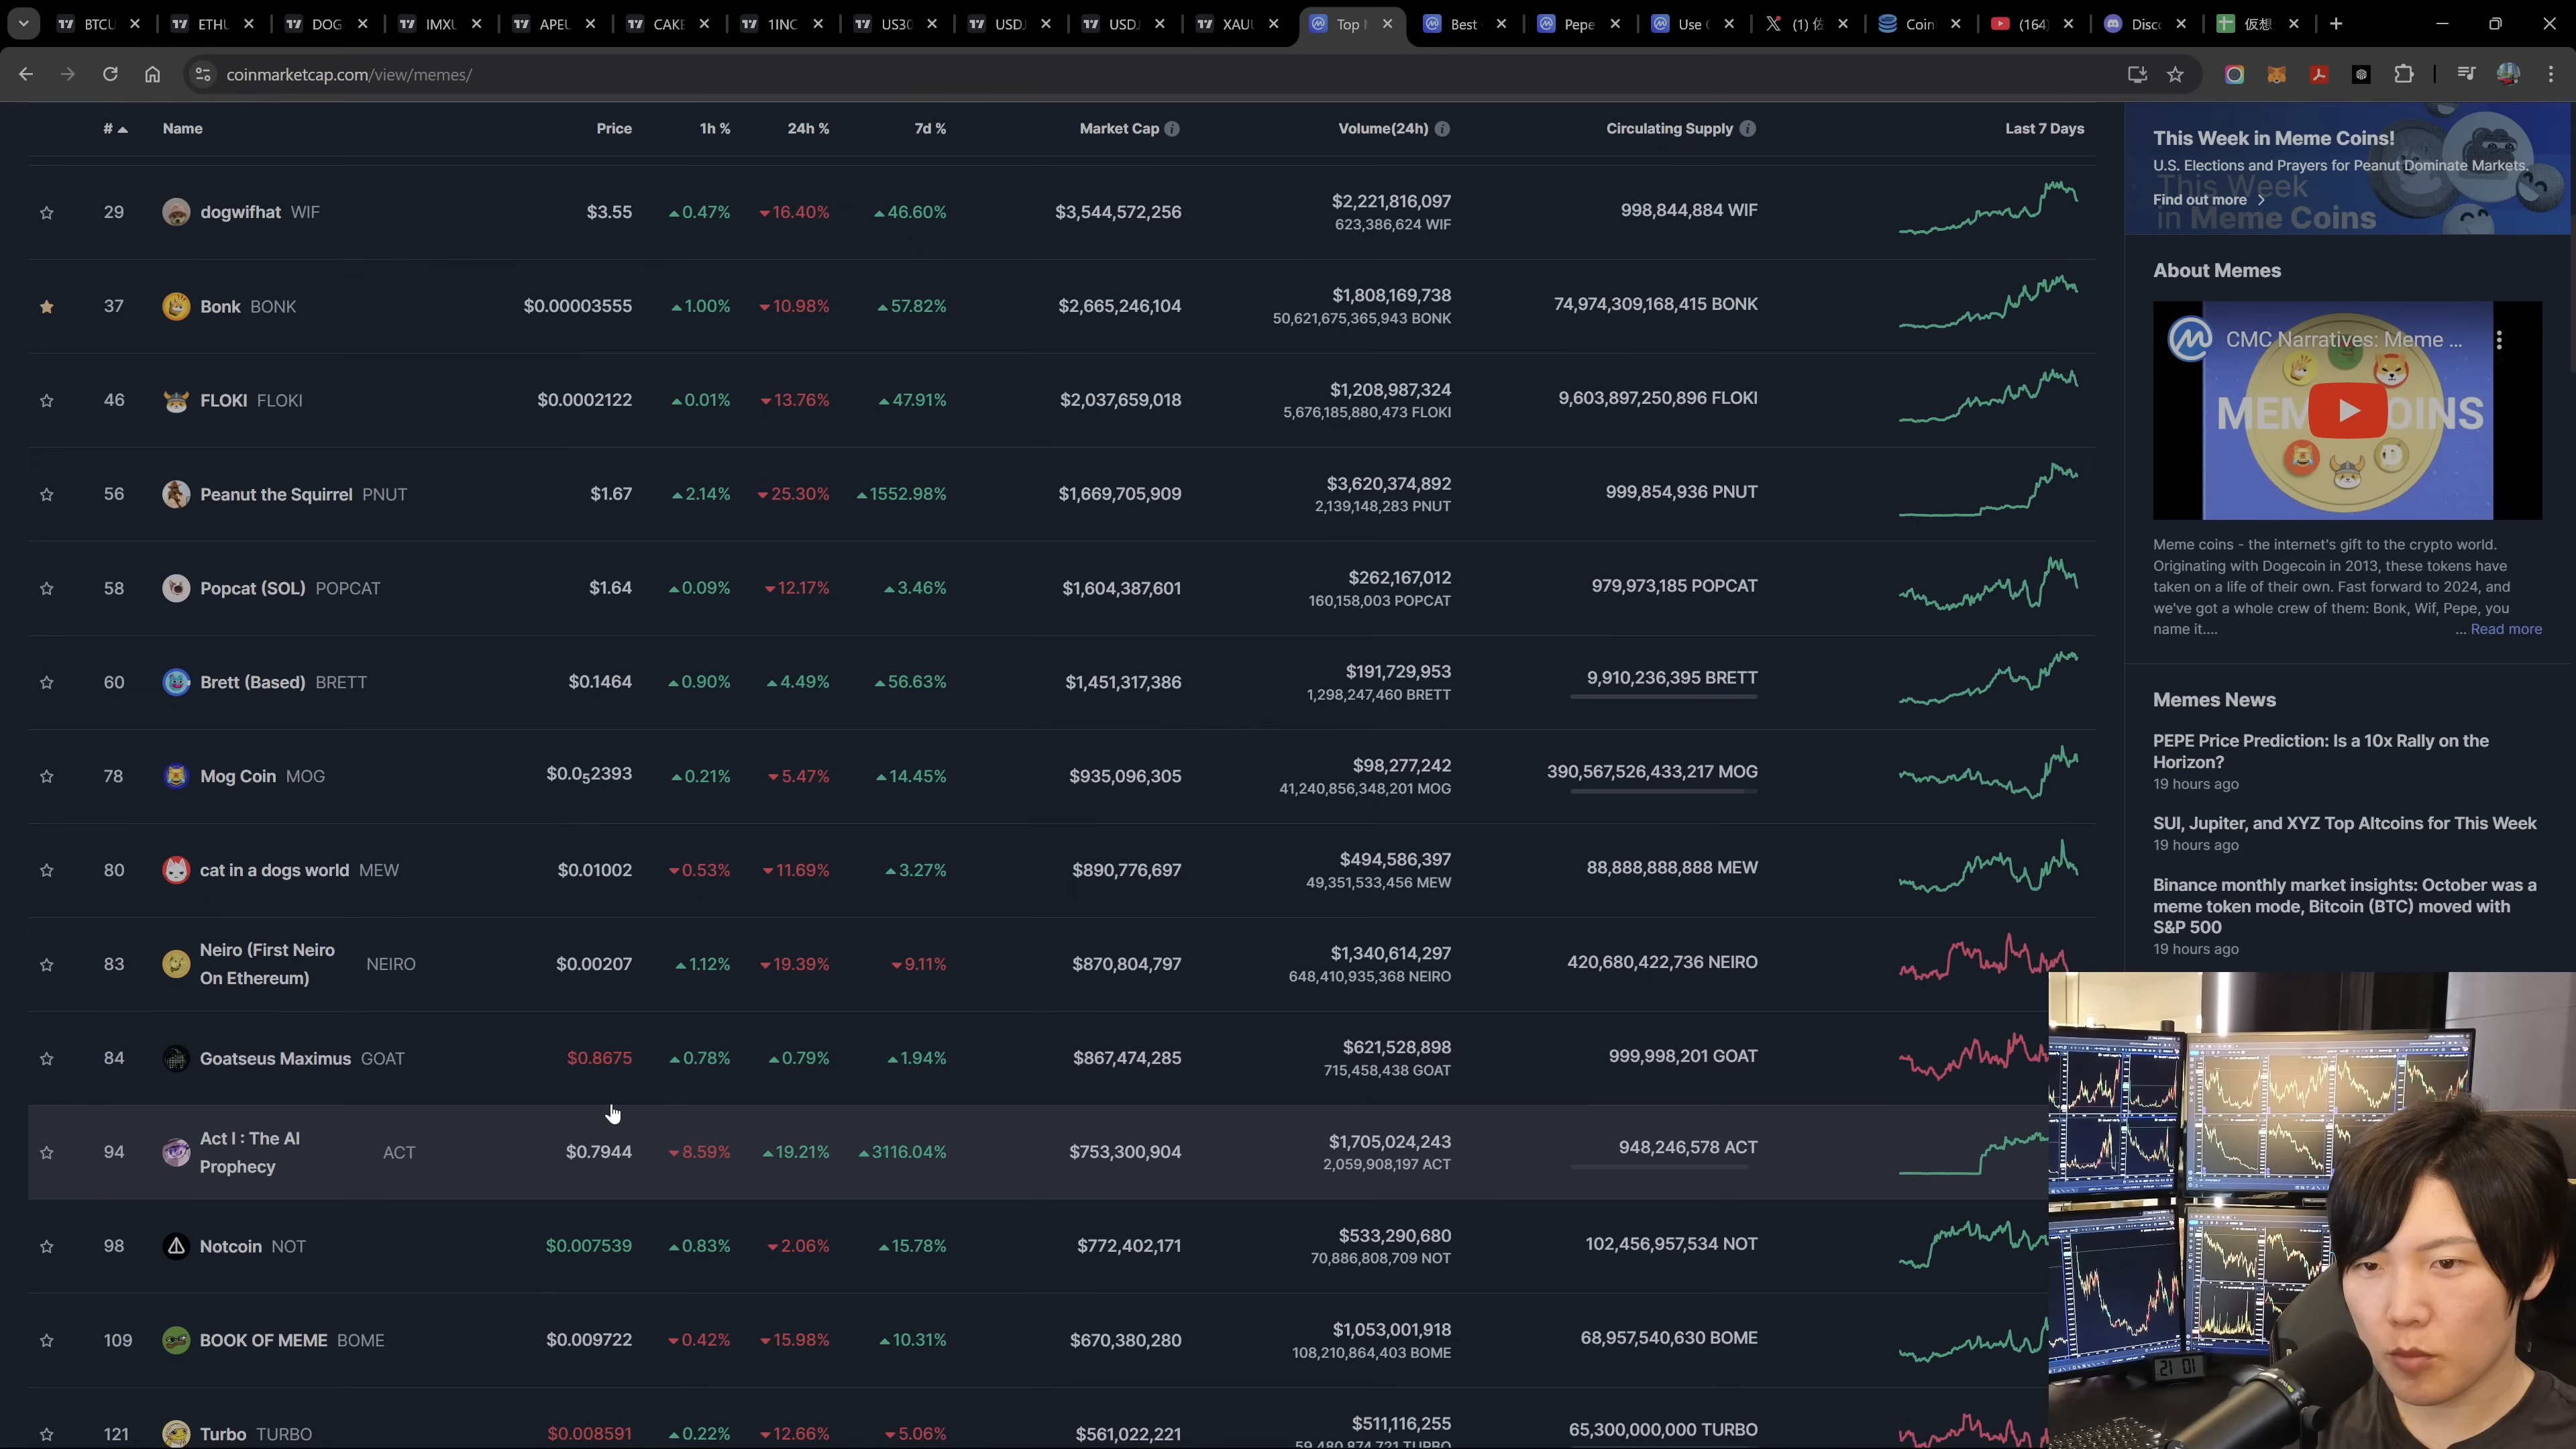 BTCU ETHU DOG IMXU APEU CAKE 1INC US30 USDJ USDJ XAUU Top Best Pepe Use (1) 佐 Coin (164) Disc 仮想
coinmarketcap.com/view/memes/
# Name Price 1h % 24h % 7d % Market Cap Volume(24h) Circulating Supply Last 7 Days
29 dogwifhat WIF $3.55 0.47% 16.40% 46.60% $3,544,572,256 $2,221,816,097 998,844,884 WIF
623,386,624 WIF
37 Bonk BONK $0.00003555 1.00% 10.98% 57.82% $2,665,246,104 $1,808,169,738 74,974,309,168,415 BONK
50,621,675,365,943 BONK
46 FLOKI FLOKI $0.0002122 0.01% 13.76% 47.91% $2,037,659,018 $1,208,987,324 9,603,897,250,896 FLOKI
5,676,185,880,473 FLOKI
56 Peanut the Squirrel PNUT $1.67 2.14% 25.30% 1552.98% $1,669,705,909 $3,620,374,892 999,854,936 PNUT
2,139,148,283 PNUT
58 Popcat (SOL) POPCAT $1.64 0.09% 12.17% 3.46% $1,604,387,601 $262,167,012 979,973,185 POPCAT
160,158,003 POPCAT
60 Brett (Based) BRETT $0.1464 0.90% 4.49% 56.63% $1,451,317,386 $191,729,953 9,910,236,395 BRETT
1,298,247,460 BRETT
78 Mog Coin MOG $0.0₅2393 0.21% 5.47% 14.45% $935,096,305 $98,277,242 390,567,526,433,217 MOG
41,240,856,348,201 MOG
80 cat in a dogs world MEW $0.01002 0.53% 11.69% 3.27% $890,776,697 $494,586,397 88,888,888,888 MEW
49,351,533,456 MEW
83 Neiro (First Neiro On Ethereum) NEIRO $0.00207 1.12% 19.39% 9.11% $870,804,797 $1,340,614,297 420,680,422,736 NEIRO
648,410,935,368 NEIRO
84 Goatseus Maximus GOAT $0.8675 0.78% 0.79% 1.94% $867,474,285 $621,528,898 999,998,201 GOAT
715,458,438 GOAT
94 Act I : The AI Prophecy ACT $0.7944 8.59% 19.21% 3116.04% $753,300,904 $1,705,024,243 948,246,578 ACT
2,059,908,197 ACT
98 Notcoin NOT $0.007539 0.83% 2.06% 15.78% $772,402,171 $533,290,680 102,456,957,534 NOT
70,886,808,709 NOT
109 BOOK OF MEME BOME $0.009722 0.42% 15.98% 10.31% $670,380,280 $1,053,001,918 68,957,540,630 BOME
108,210,864,403 BOME
121 Turbo TURBO $0.008591 0.22% 12.66% 5.06% $561,022,221 $511,116,255 65,300,000,000 TURBO
59,480,874,721 TURBO
This Week in Meme Coins!
U.S. Elections and Prayers for Peanut Dominate Markets.
This Week
Find out more
in Meme Coins
About Memes
CMC Narratives: Meme ...
MEME COINS
Meme coins - the internet's gift to the crypto world.
Originating with Dogecoin in 2013, these tokens have
taken on a life of their own. Fast forward to 2024, and
we've got a whole crew of them: Bonk, Wif, Pepe, you
name it.... ... Read more
Memes News
PEPE Price Prediction: Is a 10x Rally on the
Horizon?
19 hours ago
SUI, Jupiter, and XYZ Top Altcoins for This Week
19 hours ago
Binance monthly market insights: October was a
meme token mode, Bitcoin (BTC) moved with
S&P 500
19 hours ago
21 01